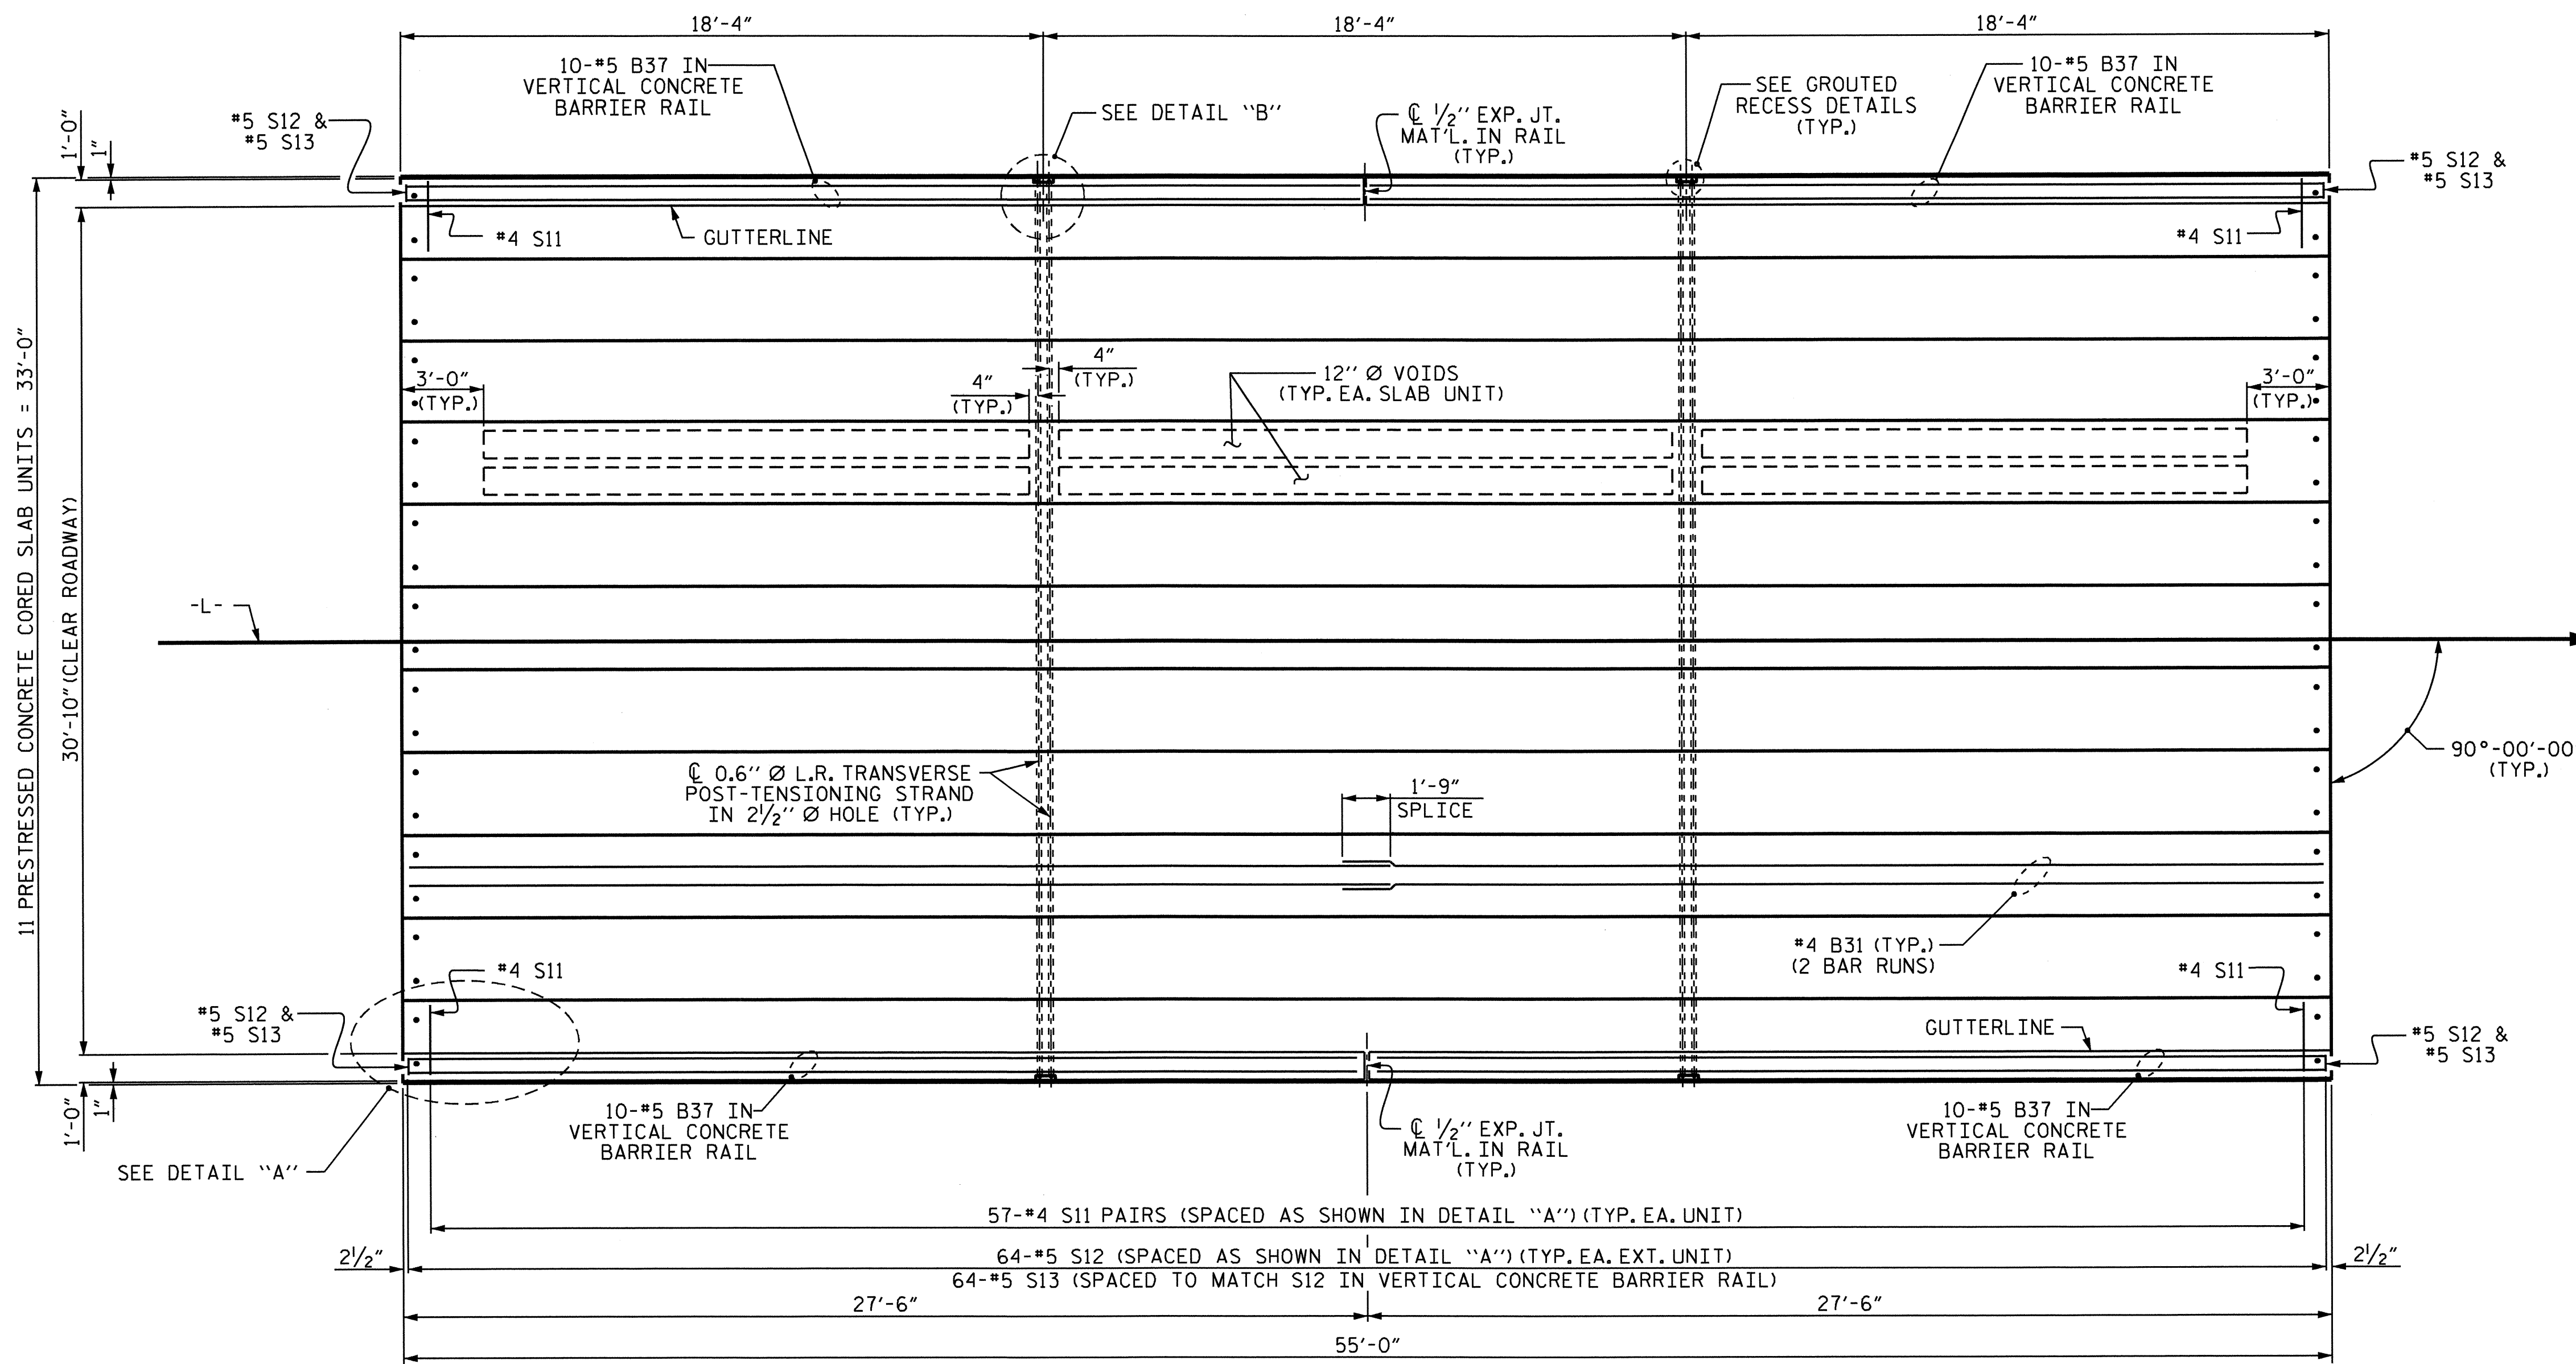 18'-4"
18'-4"
18'-4"
10-#5 B37 IN
VERTICAL CONCRETE
BARRIER RAIL
SEE DETAIL "B"
℄ 1/2" EXP. JT.
MAT'L. IN RAIL
(TYP.)
SEE GROUTED
RECESS DETAILS
(TYP.)
10-#5 B37 IN
VERTICAL CONCRETE
BARRIER RAIL
#5 S12 &
#5 S13
1'-0"
1"
#5 S12 &
#5 S13
#4 S11
GUTTERLINE
#4 S11
11 PRESTRESSED CONCRETE CORED SLAB UNITS = 33'-0"
30'-10" (CLEAR ROADWAY)
3'-0"
(TYP.)
4"
(TYP.)
4"
(TYP.)
12" Ø VOIDS
(TYP. EA. SLAB UNIT)
3'-0"
(TYP.)
-L-
90°-00'-00
(TYP.)
℄ 0.6" Ø L.R. TRANSVERSE
POST-TENSIONING STRAND
IN 2 1/2" Ø HOLE (TYP.)
1'-9"
SPLICE
#4 B31 (TYP.)
(2 BAR RUNS)
#4 S11
#4 S11
#5 S12 &
#5 S13
GUTTERLINE
#5 S12 &
#5 S13
1'-0"
1"
10-#5 B37 IN
VERTICAL CONCRETE
BARRIER RAIL
℄ 1/2" EXP. JT.
MAT'L. IN RAIL
(TYP.)
10-#5 B37 IN
VERTICAL CONCRETE
BARRIER RAIL
SEE DETAIL "A"
57-#4 S11 PAIRS (SPACED AS SHOWN IN DETAIL "A") (TYP. EA. UNIT)
2 1/2"
64-#5 S12 (SPACED AS SHOWN IN DETAIL "A") (TYP. EA. EXT. UNIT)
2 1/2"
64-#5 S13 (SPACED TO MATCH S12 IN VERTICAL CONCRETE BARRIER RAIL)
27'-6"
27'-6"
55'-0"